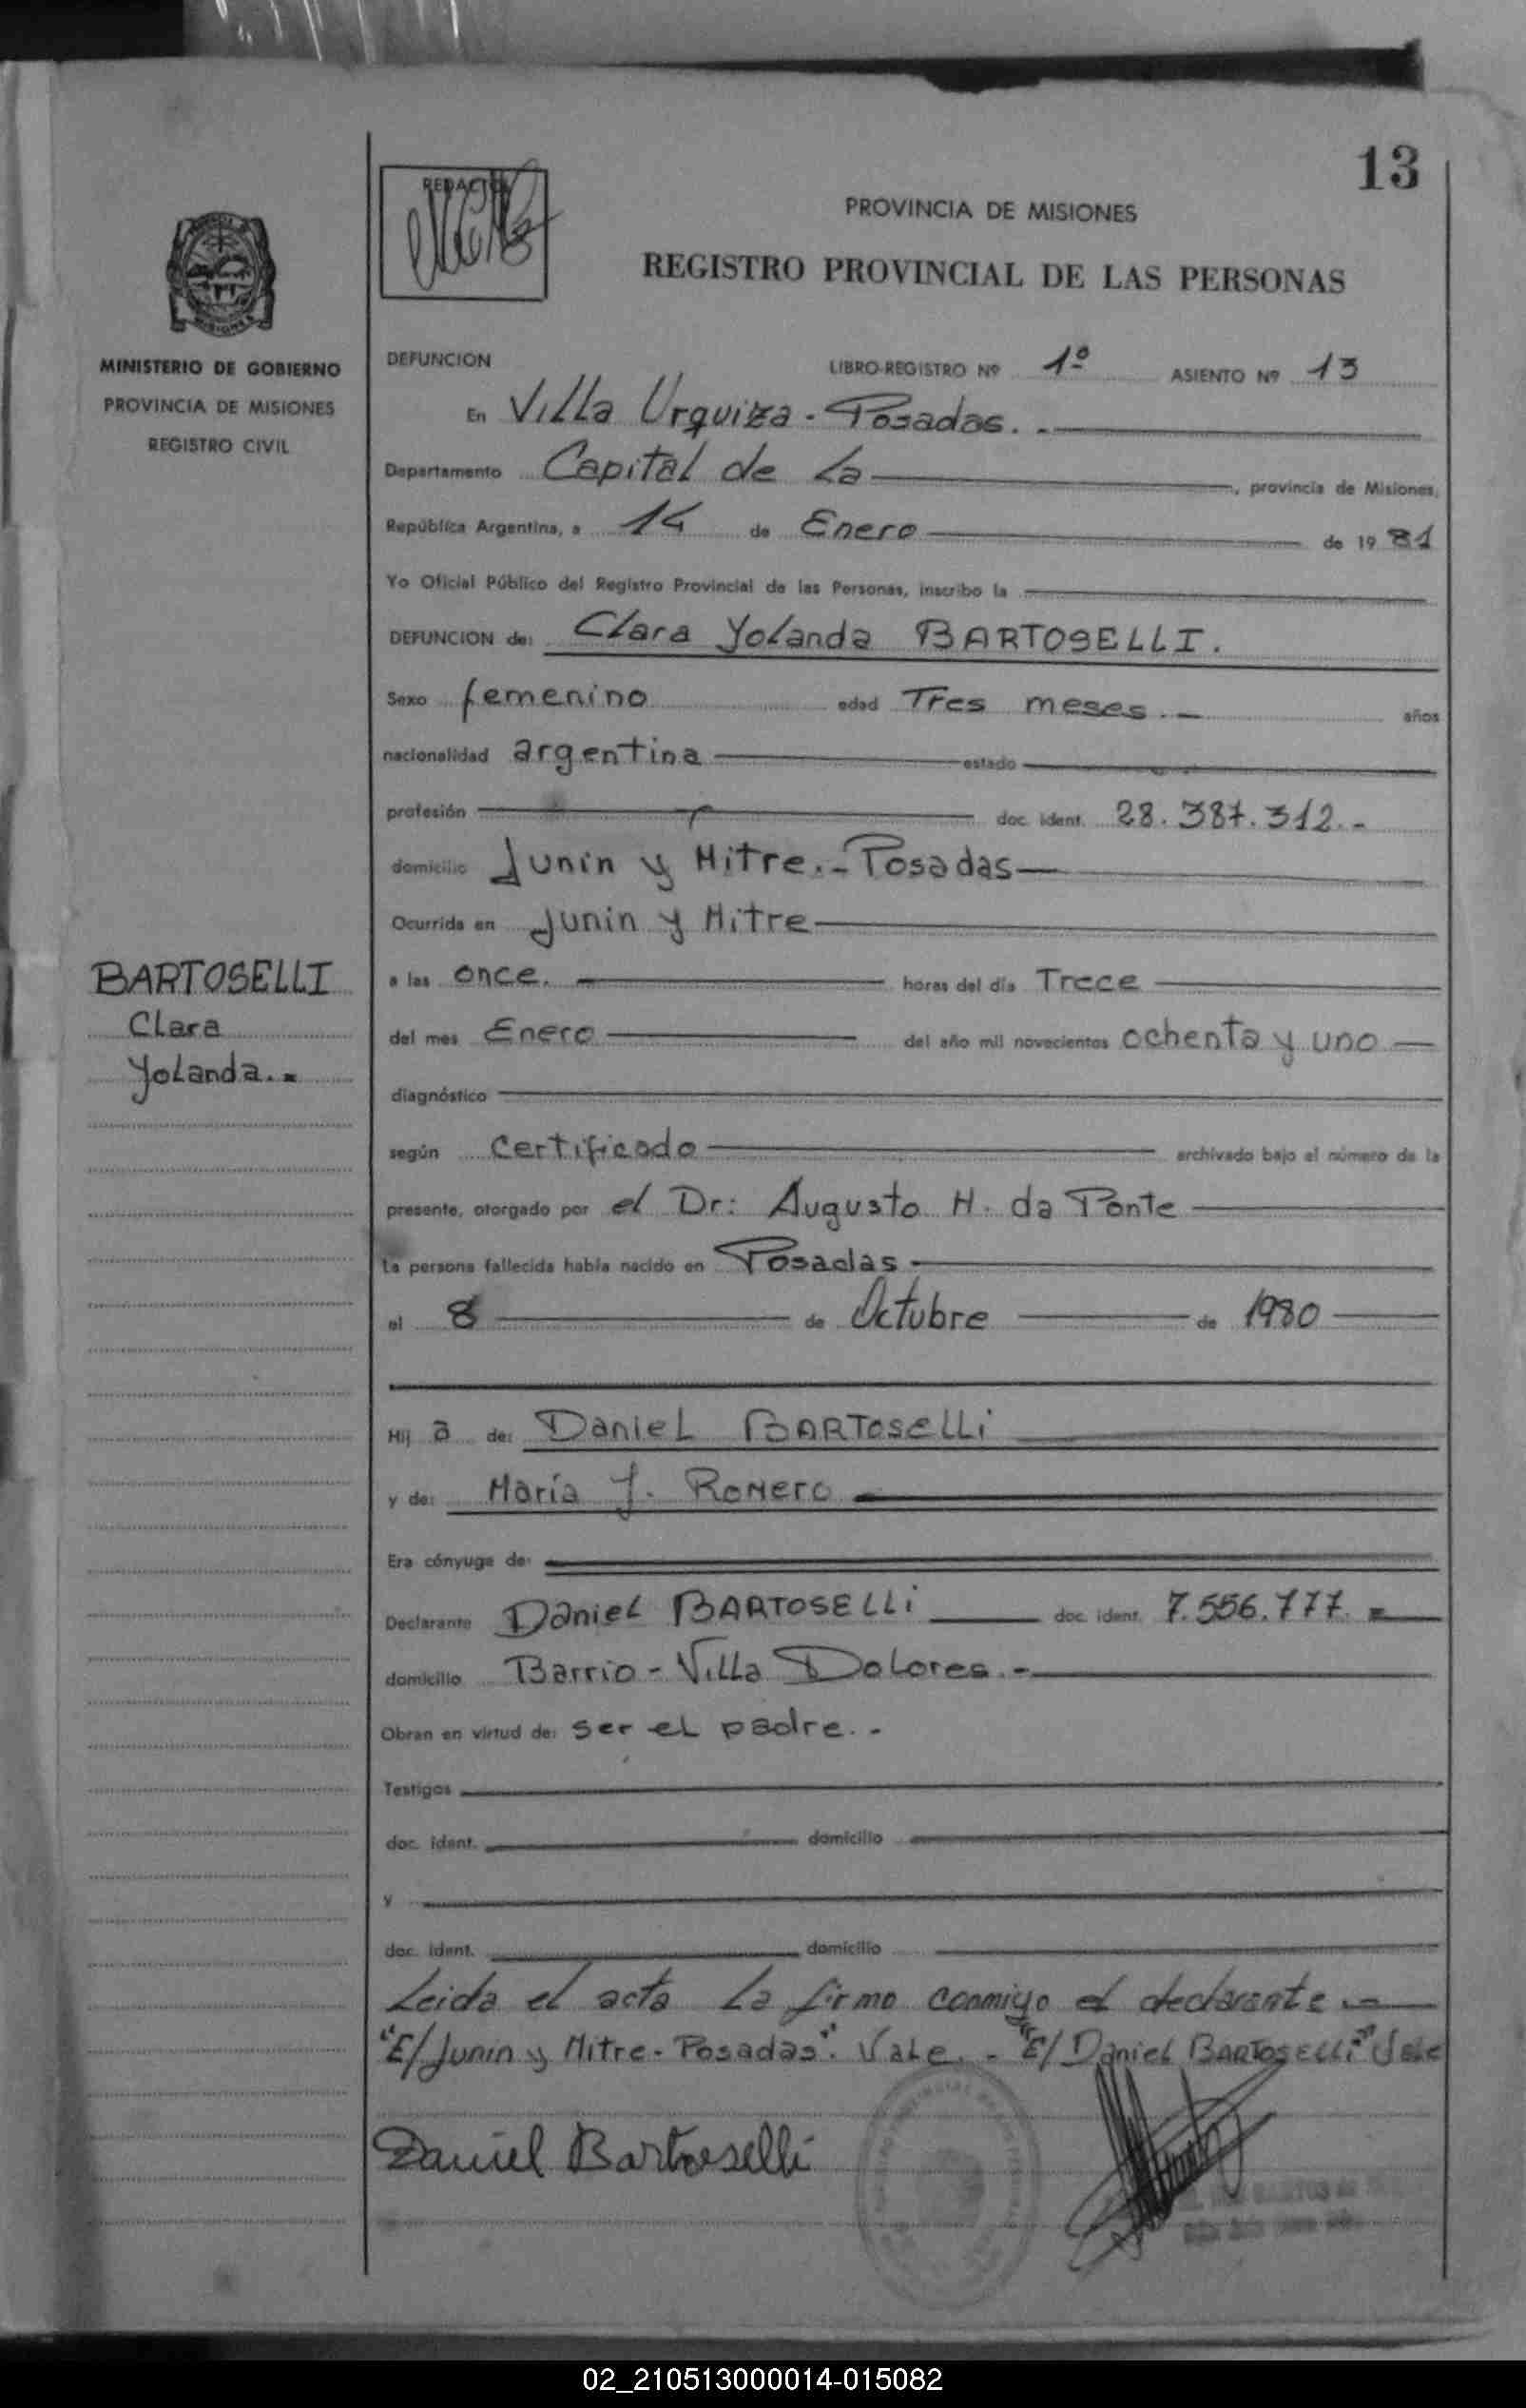 13
REDACTO
PROVINCIA DE MISIONES
REGISTRO PROVINCIAL DE LAS PERSONAS
MISIONES
MINISTERIO DE GOBIERNO
PROVINCIA DE MISIONES
REGISTRO CIVIL
BARTOSELLI
Clara
Yolanda.=
DEFUNCION LIBRO-REGISTRO Nº 1º ASIENTO Nº 13
En Villa Urquiza - Posadas. -
Departamento Capital de La , provincia de Misiones,
República Argentina, a 14 de Enero de 19 81
Yo Oficial Público del Registro Provincial de las Personas, inscribo la
DEFUNCION de: Clara Yolanda BARTOSELLI.
Sexo femenino edad Tres meses. - años
nacionalidad argentina estado
profesión doc. ident. 28.387.312.-
domicilio Junin y Mitre.- Posadas
Ocurrida en Junin y Mitre
a las once. horas del día Trece
del mes Enero del año mil novecientos ochenta y uno
diagnóstico
según Certificado archivado bajo el número de la
presente, otorgado por el Dr: Augusto H. da Ponte
La persona fallecida había nacido en Posadas
el 8 de Octubre de 1980
Hij a de: Daniel BARTOSELLi
y de: María J. Romero
Era cónyuge de:
Declarante Daniel BARTOSELLi doc. ident. 7.556.777. =
domicilio Barrio - Villa Dolores. -
Obran en virtud de: ser el padre. -
Testigos
doc. ident. domicilio
y
doc. ident. domicilio
Leida el acta La firmo conmigo el declarante. -
"E/Junin y Mitre - Posadas". Vale. - "E/ Daniel BARTOSELLi" Vale
Daniel Bartoselli
02_210513000014-015082